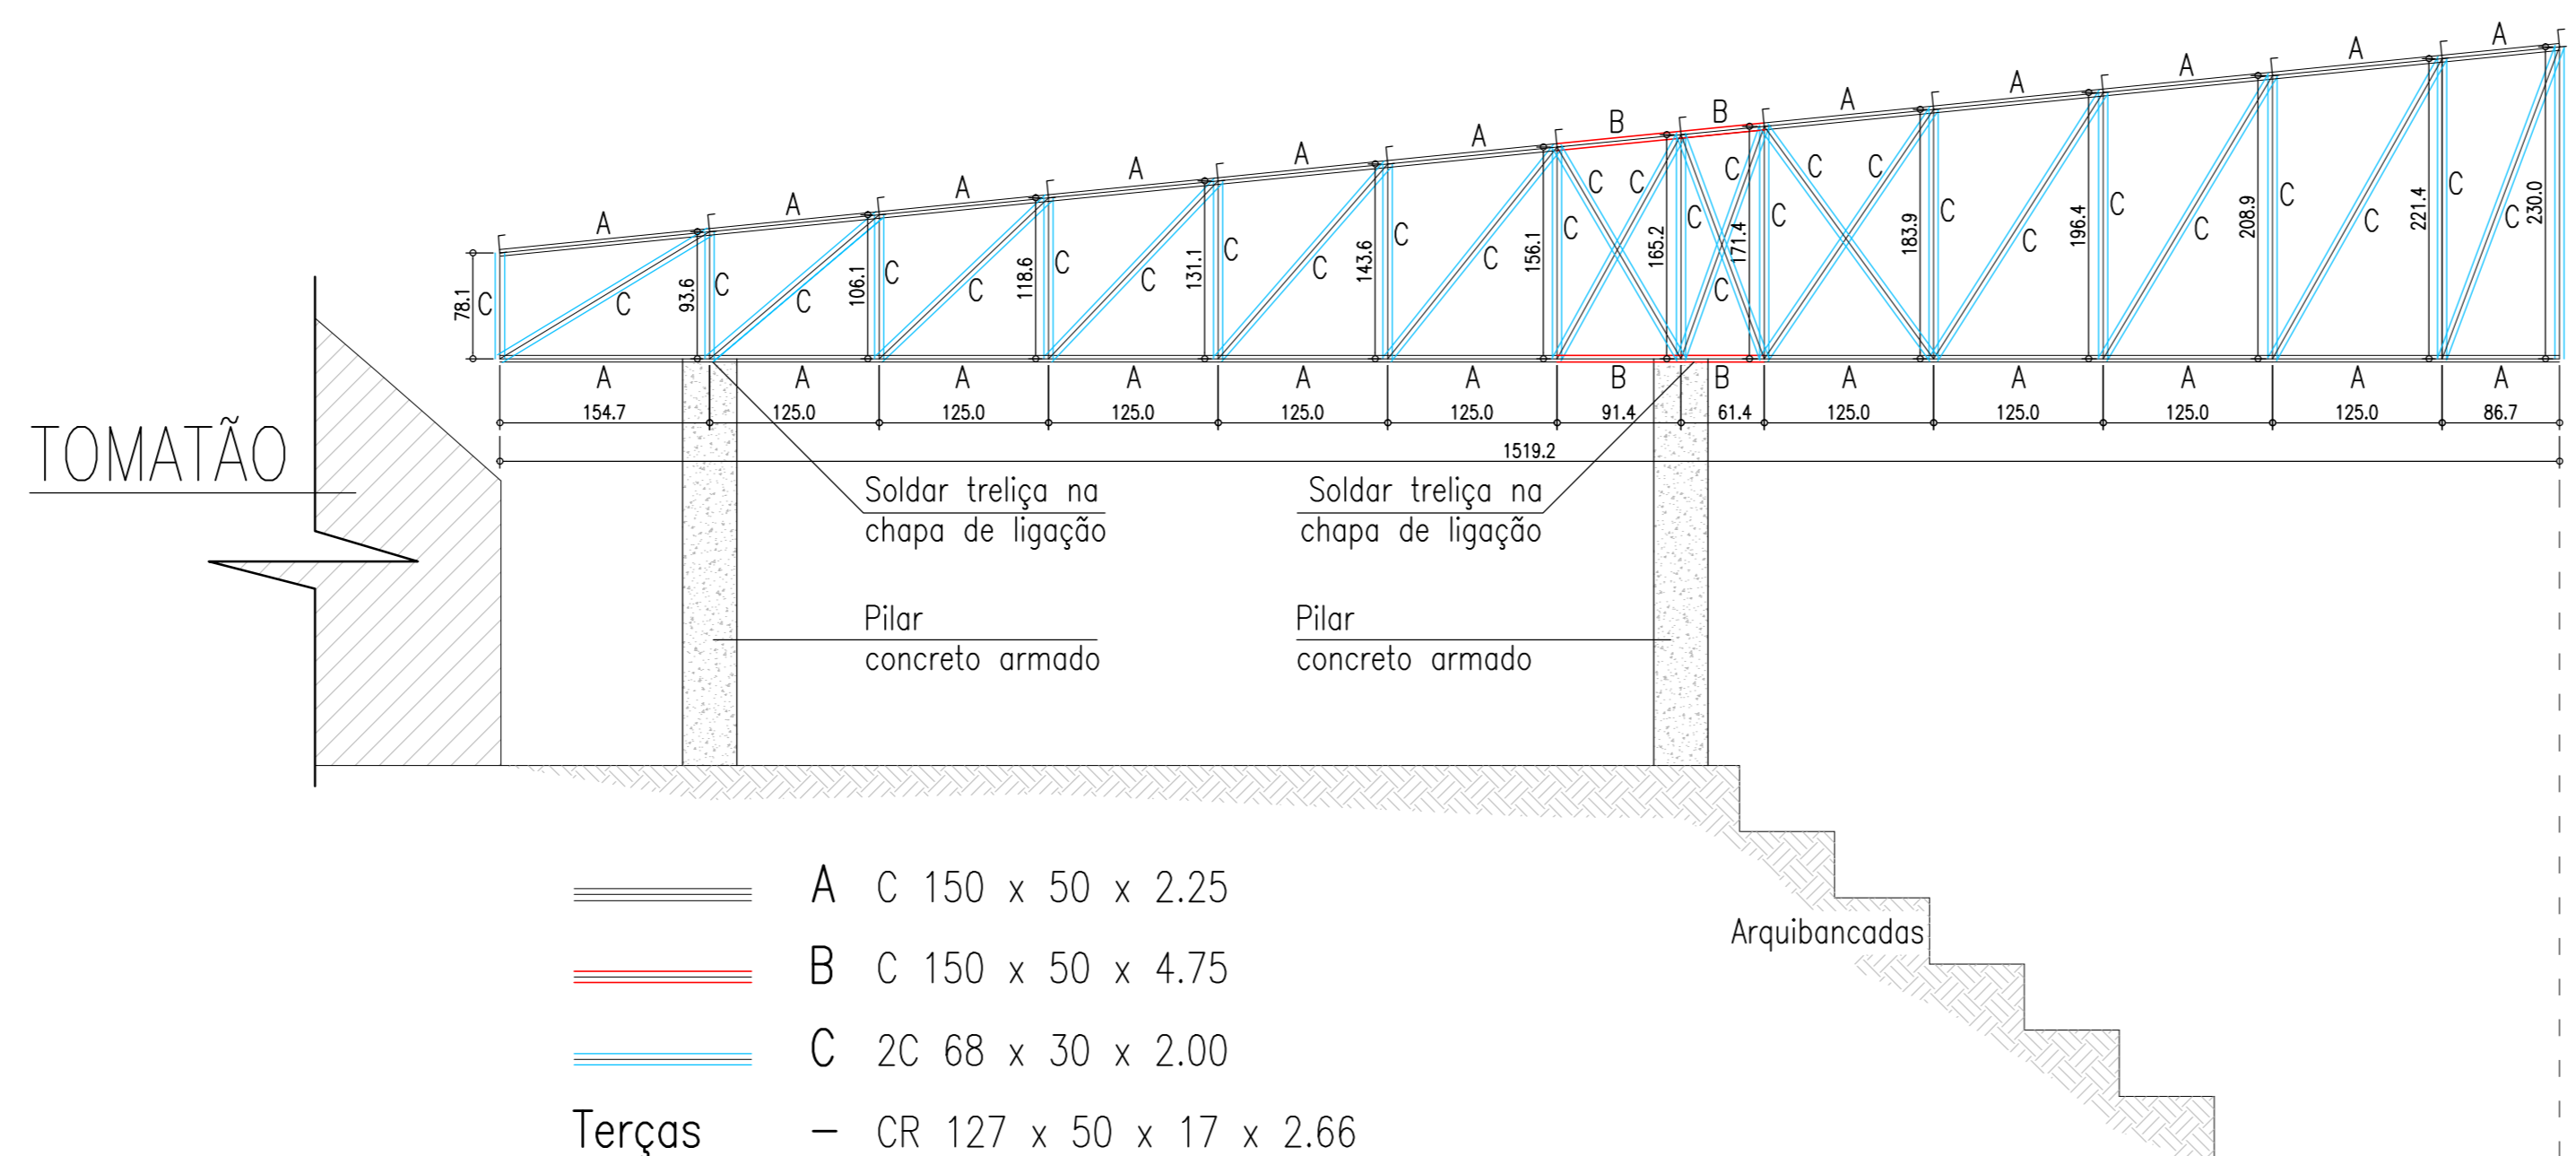 A A A A A A A B B A A A A A
78.1 C C 93.6 C C 106.1 C C 118.6 C C 131.1 C C 143.6 C C 156.1 C C C 165.2 C C C 171.4 C C C 183.9 C C 196.4 C C 208.9 C C 221.4 C C 230.0
A A A A A A B B A A A A A
154.7 125.0 125.0 125.0 125.0 125.0 91.4 61.4 125.0 125.0 125.0 125.0 86.7
1519.2
TOMATÃO
Soldar treliça na
chapa de ligação
Soldar treliça na
chapa de ligação
Pilar
concreto armado
Pilar
concreto armado
Arquibancadas
A C 150 x 50 x 2.25
B C 150 x 50 x 4.75
C 2C 68 x 30 x 2.00
Terças – CR 127 x 50 x 17 x 2.66